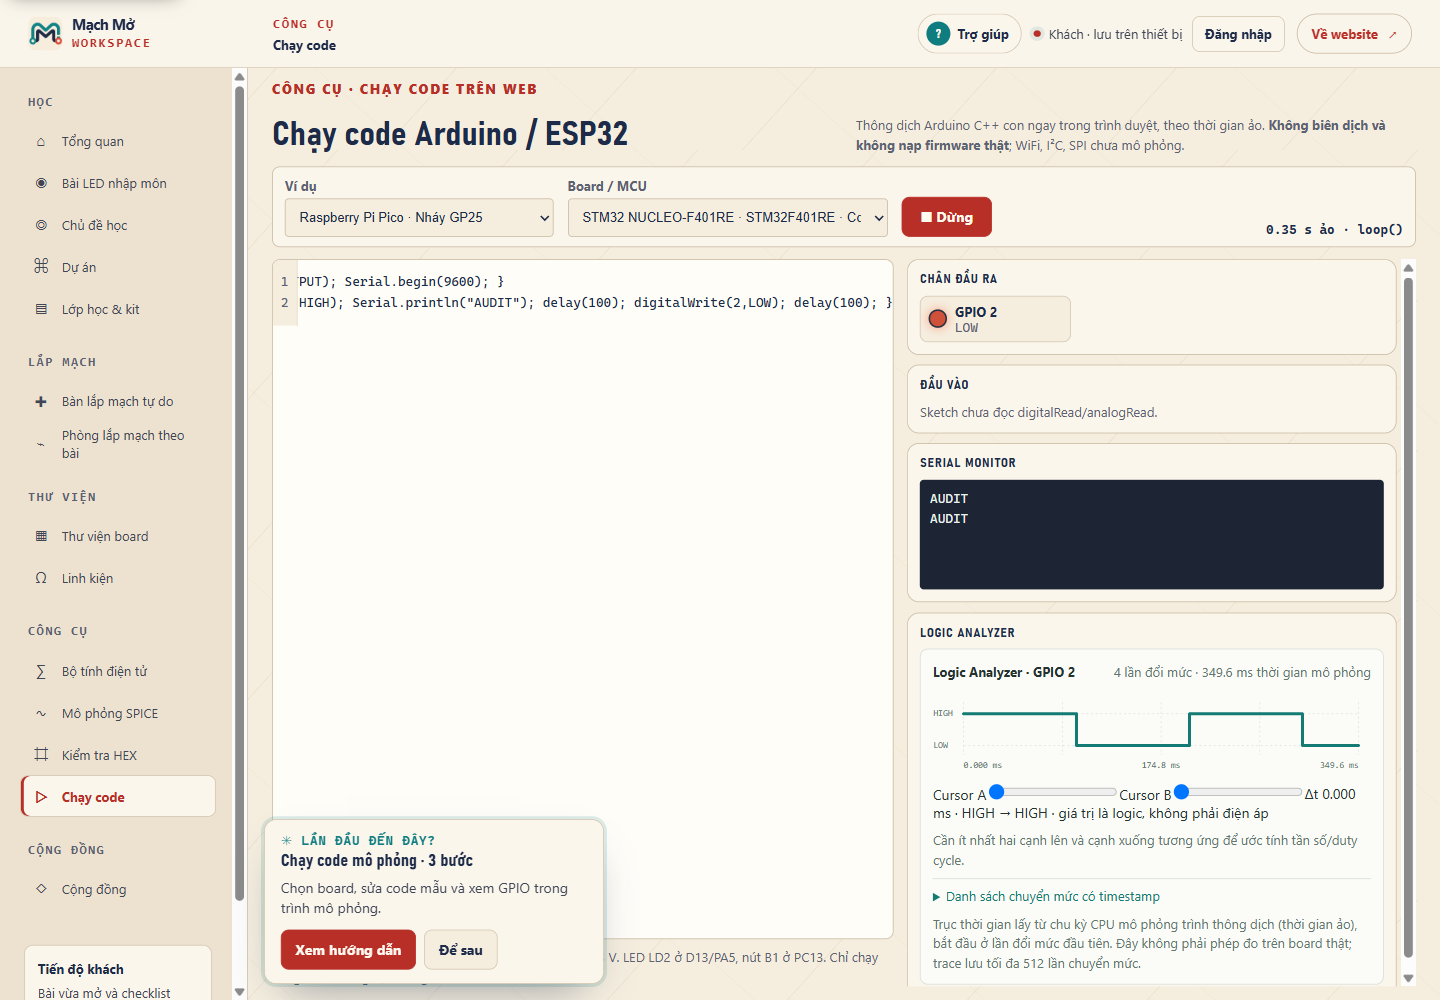 Mạch Mở
WORKSPACE
CÔNG CỤ
Chạy code
? Trợ giúp
Khách · lưu trên thiết bị
Đăng nhập
Về website ↗
HỌC
Tổng quan
Bài LED nhập môn
Chủ đề học
Dự án
Lớp học & kit
LẮP MẠCH
Bàn lắp mạch tự do
Phòng lắp mạch theo
bài
THƯ VIỆN
Thư viện board
Linh kiện
CÔNG CỤ
Bộ tính điện tử
Mô phỏng SPICE
Kiểm tra HEX
Chạy code
CỘNG ĐỒNG
Cộng đồng
Tiến độ khách
Bài vừa mở và checklist
CÔNG CỤ · CHẠY CODE TRÊN WEB
Chạy code Arduino / ESP32
Thông dịch Arduino C++ con ngay trong trình duyệt, theo thời gian ảo. Không biên dịch và
không nạp firmware thật; WiFi, I²C, SPI chưa mô phỏng.
Ví dụ
Raspberry Pi Pico · Nháy GP25
Board / MCU
STM32 NUCLEO-F401RE · STM32F401RE · Cc
Dừng
0.35 s ảo · loop()
1 PUT); Serial.begin(9600); }
2 HIGH); Serial.println("AUDIT"); delay(100); digitalWrite(2,LOW); delay(100); }
CHÂN ĐẦU RA
GPIO 2
LOW
ĐẦU VÀO
Sketch chưa đọc digitalRead/analogRead.
SERIAL MONITOR
AUDIT
AUDIT
LOGIC ANALYZER
Logic Analyzer · GPIO 2
4 lần đổi mức · 349.6 ms thời gian mô phỏng
HIGH
LOW
0.000 ms
174.8 ms
349.6 ms
Cursor A Cursor B Δt 0.000
ms · HIGH → HIGH · giá trị là logic, không phải điện áp
Cần ít nhất hai cạnh lên và cạnh xuống tương ứng để ước tính tần số/duty
cycle.
▶ Danh sách chuyển mức có timestamp
Trục thời gian lấy từ chu kỳ CPU mô phỏng trình thông dịch (thời gian ảo),
bắt đầu ở lần đổi mức đầu tiên. Đây không phải phép đo trên board thật;
trace lưu tối đa 512 lần chuyển mức.
✳ LẦN ĐẦU ĐẾN ĐÂY?
Chạy code mô phỏng · 3 bước
Chọn board, sửa code mẫu và xem GPIO trong
trình mô phỏng.
Xem hướng dẫn
Để sau
V. LED LD2 ở D13/PA5, nút B1 ở PC13. Chỉ chạy